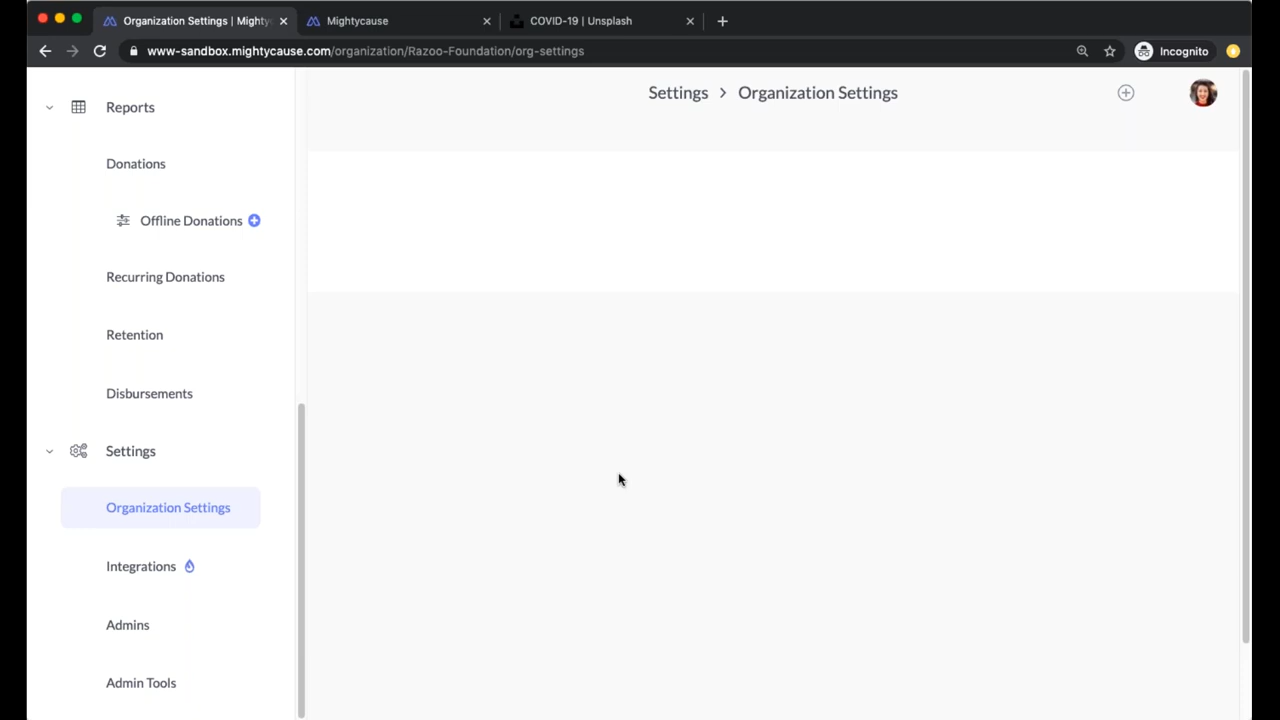 Organization Settings | Mighty
Mightycause
COVID-19 | Unsplash
www-sandbox.mightycause.com/organization/Razoo-Foundation/org-settings
Incognito
Settings > Organization Settings
Reports
Donations
Offline Donations
Recurring Donations
Retention
Disbursements
Settings
Organization Settings
Integrations
Admins
Admin Tools